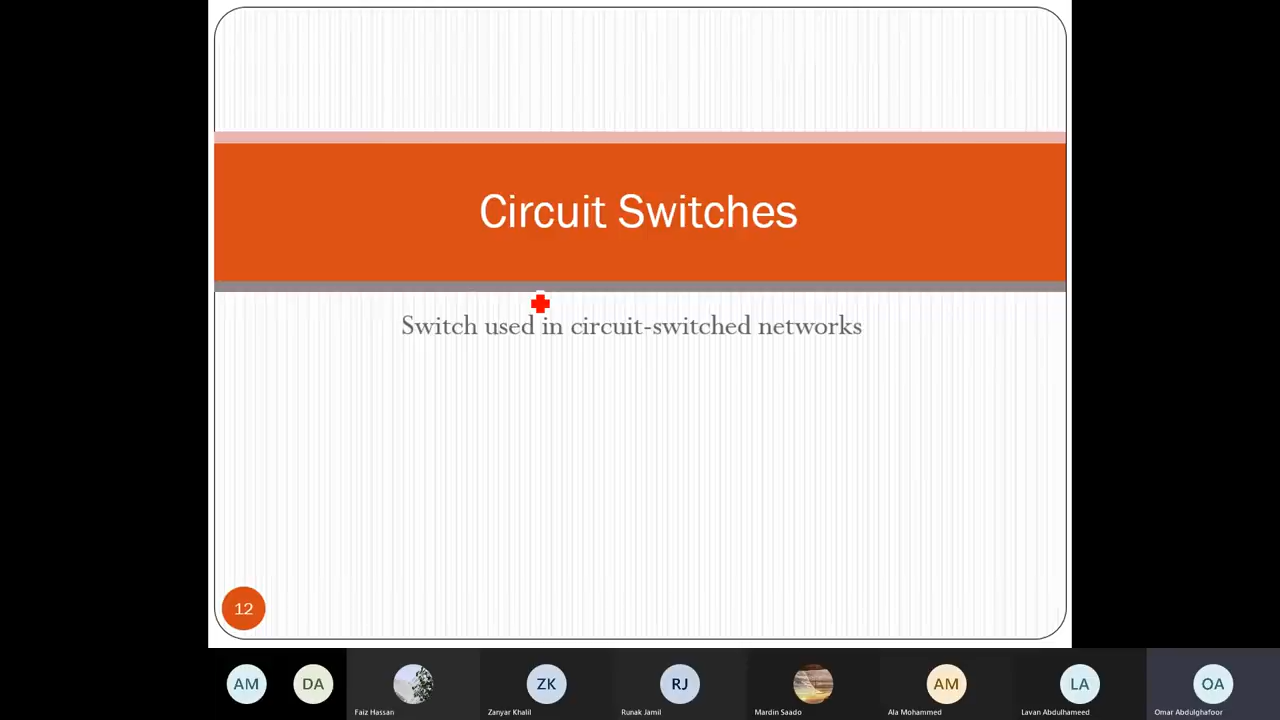 Circuit Switches
Switch used in circuit-switched networks
12
AM
DA
Faiz Hassan
ZK
Zanyar Khalil
RJ
Runak Jamil
Mardin Saado
AM
Ala Mohammed
LA
Lavan Abdulhameed
OA
Omar Abdulghafoor